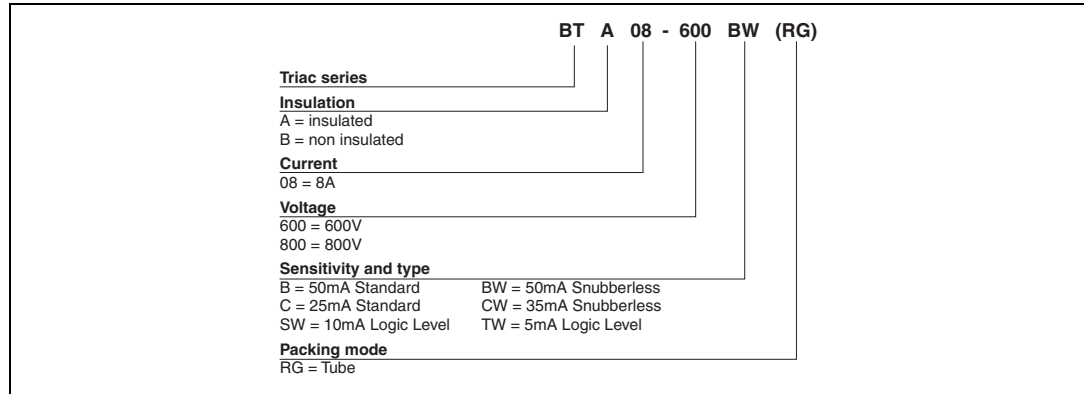 BT A 08 - 600 BW (RG)
Triac series
Insulation
A = insulated
B = non insulated
Current
08 = 8A
Voltage
600 = 600V
800 = 800V
Sensitivity and type
B = 50mA Standard BW = 50mA Snubberless
C = 25mA Standard CW = 35mA Snubberless
SW = 10mA Logic Level TW = 5mA Logic Level
Packing mode
RG = Tube